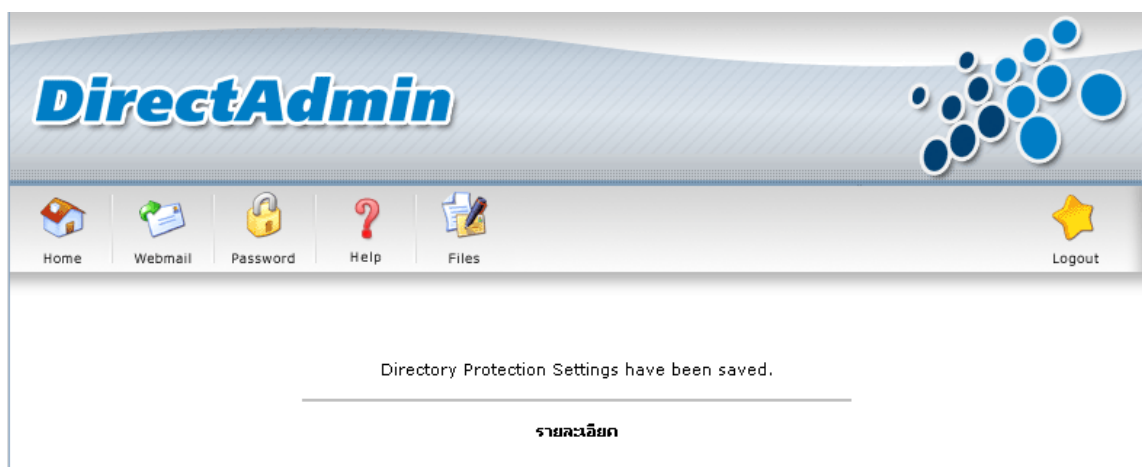 DirectAdmin
Home Webmail Password Help Files Logout
Directory Protection Settings have been saved.
รายละเอียด